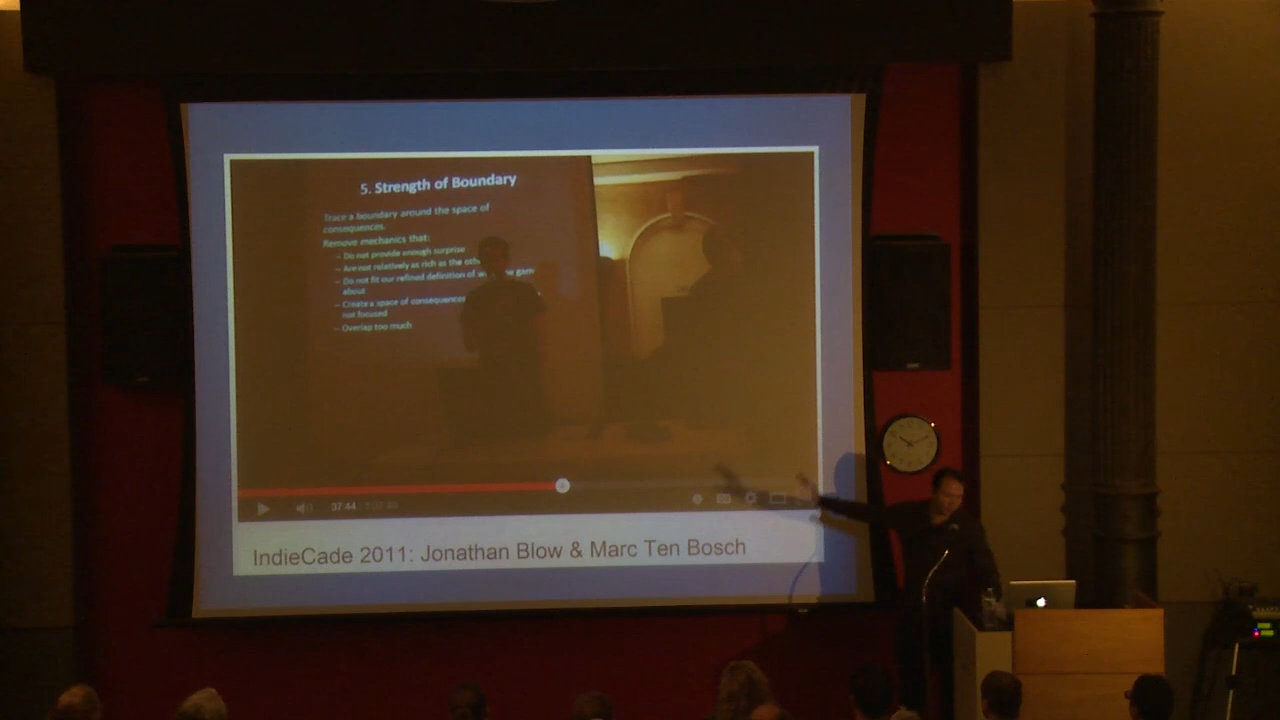 5. Strength of Boundary
Trace a boundary around the space of
consequences.
Remove mechanics that:
– Do not provide enough surprise
– Are not relatively as rich as the
– Do not fit our refined definition of game
about
– Create a space of consequences
not focused
– Overlap too much
37:44
IndieCade 2011: Jonathan Blow & Marc Ten Bosch